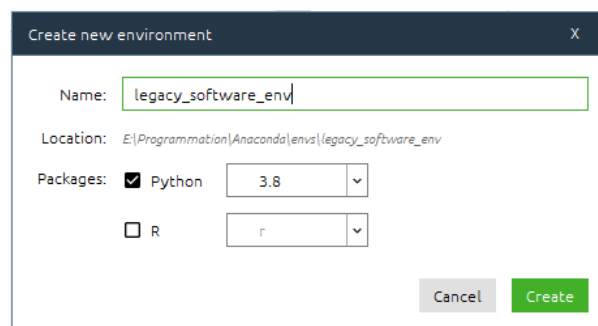 Create new environment X
Name: legacy_software_env
Location: E:\Programmation\Anaconda\envs\legacy_software_env
Packages: Python 3.8
R r
Cancel Create